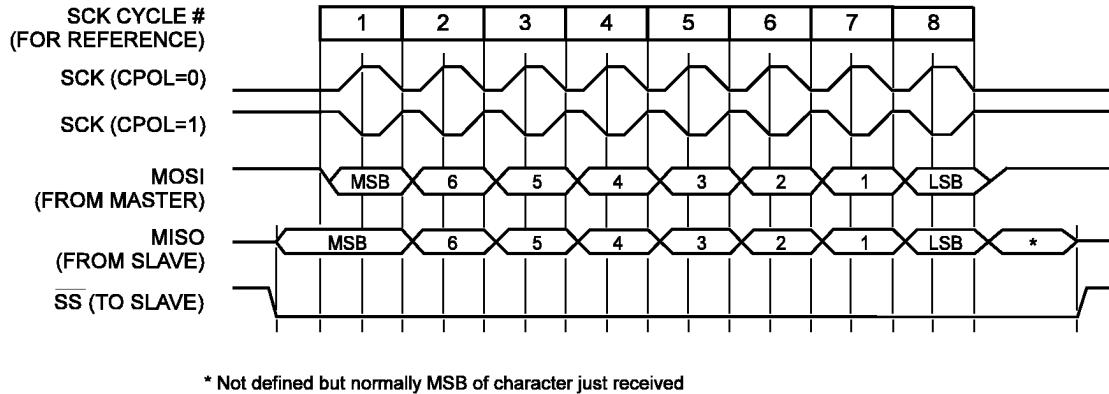 SCK CYCLE # 1 2 3 4 5 6 7 8
(FOR REFERENCE)
SCK (CPOL=0)
SCK (CPOL=1)
MOSI MSB 6 5 4 3 2 1 LSB
(FROM MASTER)
MISO MSB 6 5 4 3 2 1 LSB *
(FROM SLAVE)
SS (TO SLAVE)
* Not defined but normally MSB of character just received